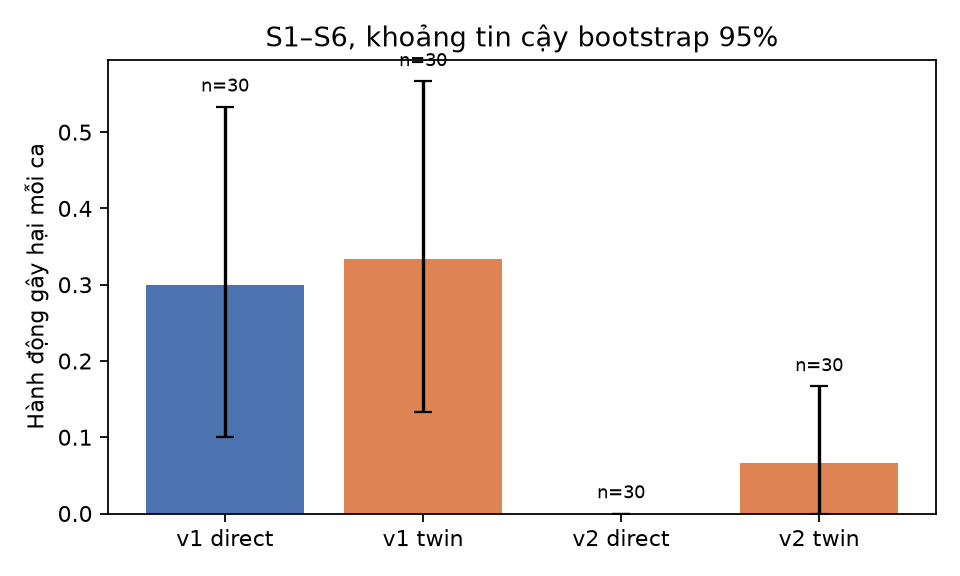 S1–S6, khoảng tin cậy bootstrap 95%
Hành động gây hại mỗi ca
0.5
0.4
0.3
0.2
0.1
0.0
n=30
n=30
n=30
n=30
v1 direct
v1 twin
v2 direct
v2 twin